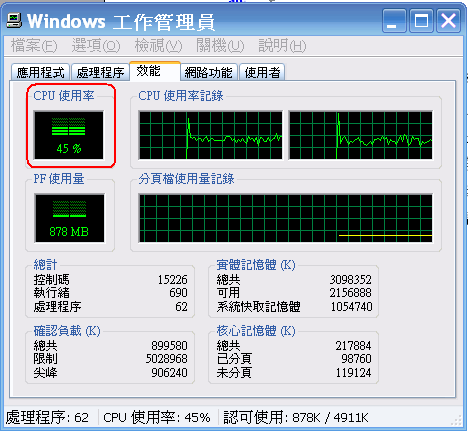 Windows 工作管理員
檔案(F) 選項(O) 檢視(V) 關機(U) 說明(H)
應用程式 處理程序 效能 網路功能 使用者
CPU 使用率 CPU 使用率記錄
45 %
PF 使用量 分頁檔使用量記錄
878 MB
總計 實體記憶體 (K)
控制碼 15226 總共 3098352
執行緒 690 可用 2156888
處理程序 62 系統快取記憶體 1054740
確認負載 (K) 核心記憶體 (K)
總共 899580 總共 217884
限制 5028968 已分頁 98760
尖峰 906240 未分頁 119124
處理程序: 62 CPU 使用率: 45% 認可使用: 878K / 4911K